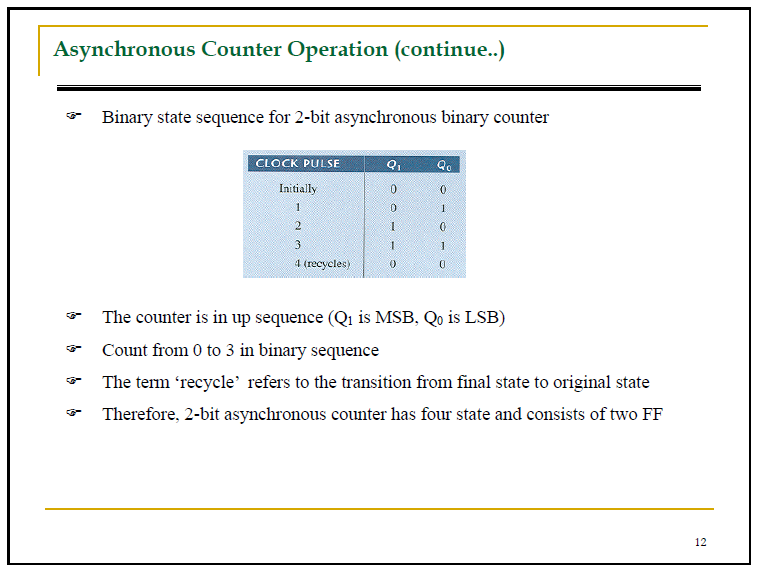 Asynchronous Counter Operation (continue..)
☞ Binary state sequence for 2-bit asynchronous binary counter
CLOCK PULSE Q1 Q0
Initially 0 0
1 0 1
2 1 0
3 1 1
4 (recycles) 0 0
☞ The counter is in up sequence (Q1 is MSB, Q0 is LSB)
☞ Count from 0 to 3 in binary sequence
☞ The term ‘recycle’ refers to the transition from final state to original state
☞ Therefore, 2-bit asynchronous counter has four state and consists of two FF
12